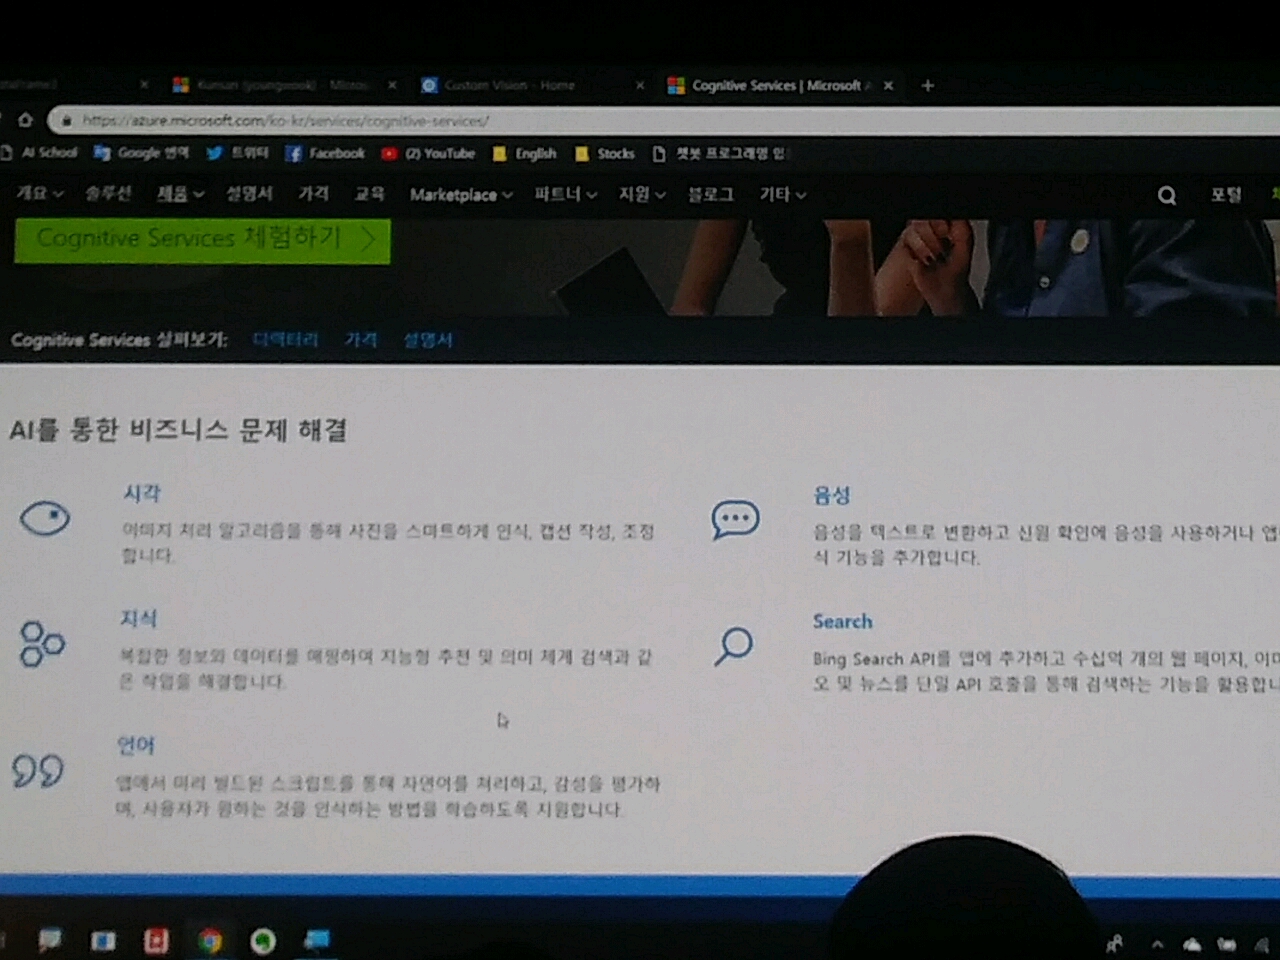 Custom Vision - Home
Cognitive Services | Microsoft
https://azure.microsoft.com/ko-kr/services/cognitive-services/
AI School
Google 번역
트위터
Facebook
(2) YouTube
English
Stocks
챗봇 프로그래밍 입
개요
솔루션
제품
설명서
가격
교육
Marketplace
파트너
지원
블로그
기타
포털
Cognitive Services 체험하기
Cognitive Services 살펴보기:
디렉터리
가격
설명서
AI를 통한 비즈니스 문제 해결
시각
이미지 처리 알고리즘을 통해 사진을 스마트하게 인식, 캡션 작성, 조정
합니다.
음성
음성을 텍스트로 변환하고 신원 확인에 음성을 사용하거나 앱
식 기능을 추가합니다.
지식
복잡한 정보와 데이터를 매핑하여 지능형 추천 및 의미 체계 검색과 같
은 작업을 해결합니다.
Search
Bing Search API를 앱에 추가하고 수십억 개의 웹 페이지, 이미
오 및 뉴스를 단일 API 호출을 통해 검색하는 기능을 활용합니
언어
앱에서 미리 빌드된 스크립트를 통해 자연어를 처리하고, 감성을 평가하
며, 사용자가 원하는 것을 인식하는 방법을 학습하도록 지원합니다.